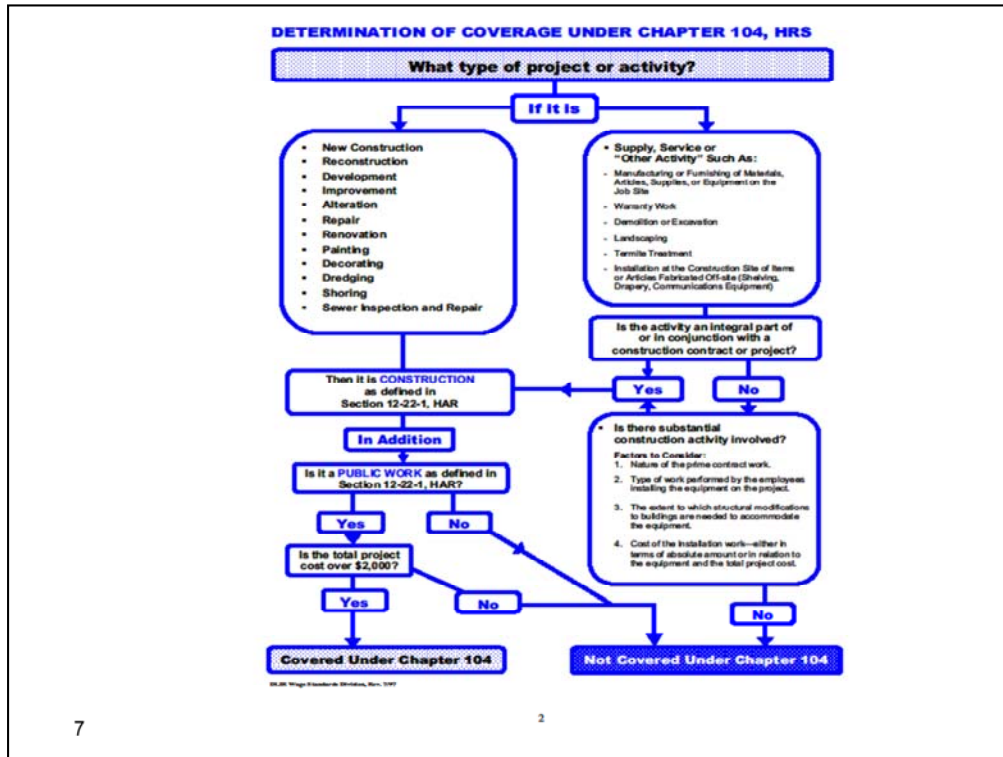 DETERMINATION OF COVERAGE UNDER CHAPTER 104, HRS
What type of project or activity?
If it is
• New Construction
• Reconstruction
• Development
• Improvement
• Alteration
• Repair
• Renovation
• Painting
• Decorating
• Dredging
• Shoring
• Sewer Inspection and Repair
• Supply, Service or
"Other Activity" Such As:
- Manufacturing or Furnishing of Materials,
Articles, Supplies, or Equipment on the
Job Site
- Warranty Work
- Demolition or Excavation
- Landscaping
- Termite Treatment
- Installation at the Construction Site of Items
or Articles Fabricated Off-site (Shelving,
Drapery, Communications Equipment)
Is the activity an integral part of
or in conjunction with a
construction contract or project?
Yes
No
Then it is CONSTRUCTION
as defined in
Section 12-22-1, HAR
In Addition
Is it a PUBLIC WORK as defined in
Section 12-22-1, HAR?
Yes
No
Is the total project
cost over $2,000?
Yes
No
• Is there substantial
construction activity involved?
Factors to Consider:
1. Nature of the prime contract work.
2. Type of work performed by the employees
installing the equipment on the project.
3. The extent to which structural modifications
to buildings are needed to accommodate
the equipment.
4. Cost of the installation work—either in
terms of absolute amount or in relation to
the equipment and the total project cost.
No
Covered Under Chapter 104
Not Covered Under Chapter 104
DLIR Wage Standards Division, Rev. 7/97
2
7